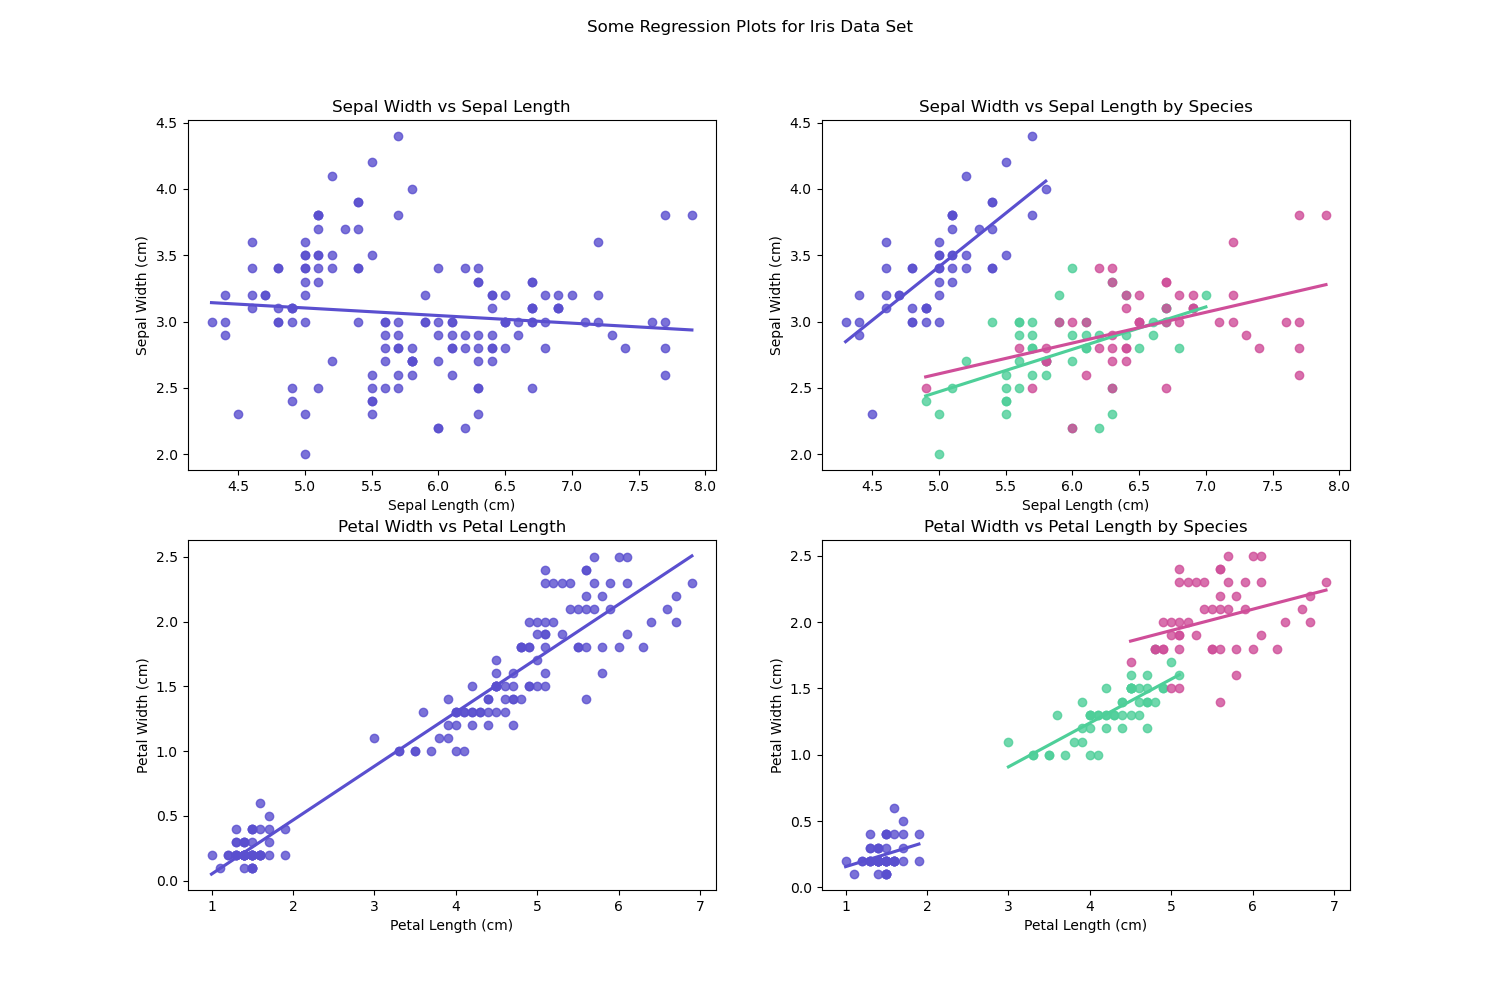 Some Regression Plots for Iris Data Set
Sepal Width vs Sepal Length
4.5
4.0
3.5
3.0
2.5
2.0
Sepal Width (cm)
4.5 5.0 5.5 6.0 6.5 7.0 7.5 8.0
Sepal Length (cm)
Sepal Width vs Sepal Length by Species
4.5
4.0
3.5
3.0
2.5
2.0
Sepal Width (cm)
4.5 5.0 5.5 6.0 6.5 7.0 7.5 8.0
Sepal Length (cm)
Petal Width vs Petal Length
2.5
2.0
1.5
1.0
0.5
0.0
Petal Width (cm)
1 2 3 4 5 6 7
Petal Length (cm)
Petal Width vs Petal Length by Species
2.5
2.0
1.5
1.0
0.5
0.0
Petal Width (cm)
1 2 3 4 5 6 7
Petal Length (cm)